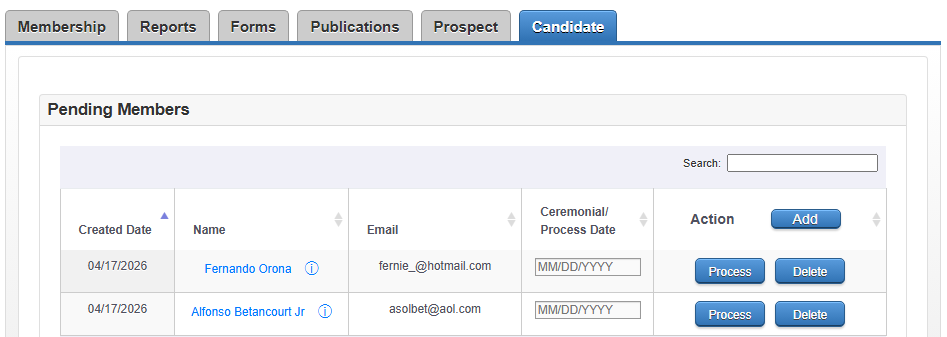 Membership Reports Forms Publications Prospect Candidate
Pending Members
Search:
Created Date Name Email Ceremonial/ Process Date Action Add
04/17/2026 Fernando Orona fernie_@hotmail.com MM/DD/YYYY Process Delete
04/17/2026 Alfonso Betancourt Jr asolbet@aol.com MM/DD/YYYY Process Delete